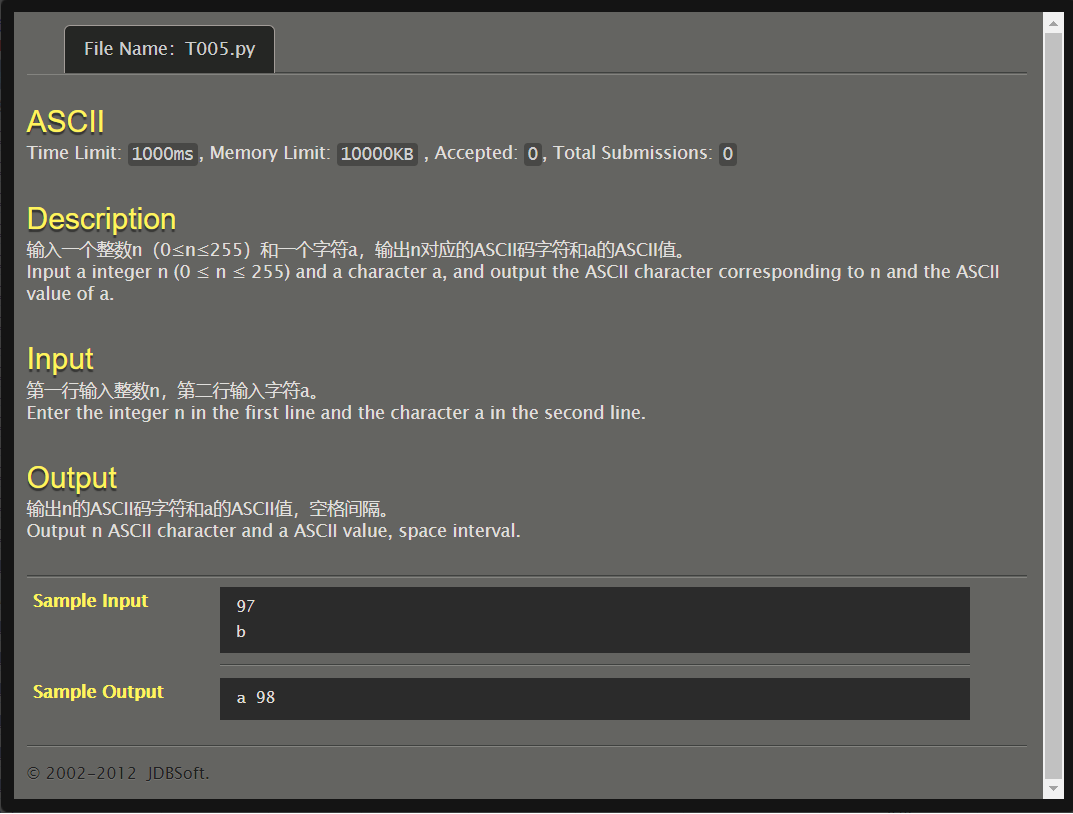 File Name: T005.py
ASCII
Time Limit: 1000ms, Memory Limit: 10000KB , Accepted: 0, Total Submissions: 0
Description
输入一个整数n（0≤n≤255）和一个字符a，输出n对应的ASCII码字符和a的ASCII值。
Input a integer n (0 ≤ n ≤ 255) and a character a, and output the ASCII character corresponding to n and the ASCII
value of a.
Input
第一行输入整数n，第二行输入字符a。
Enter the integer n in the first line and the character a in the second line.
Output
输出n的ASCII码字符和a的ASCII值，空格间隔。
Output n ASCII character and a ASCII value, space interval.
Sample Input
97
b
Sample Output
a 98
© 2002-2012 JDBSoft.